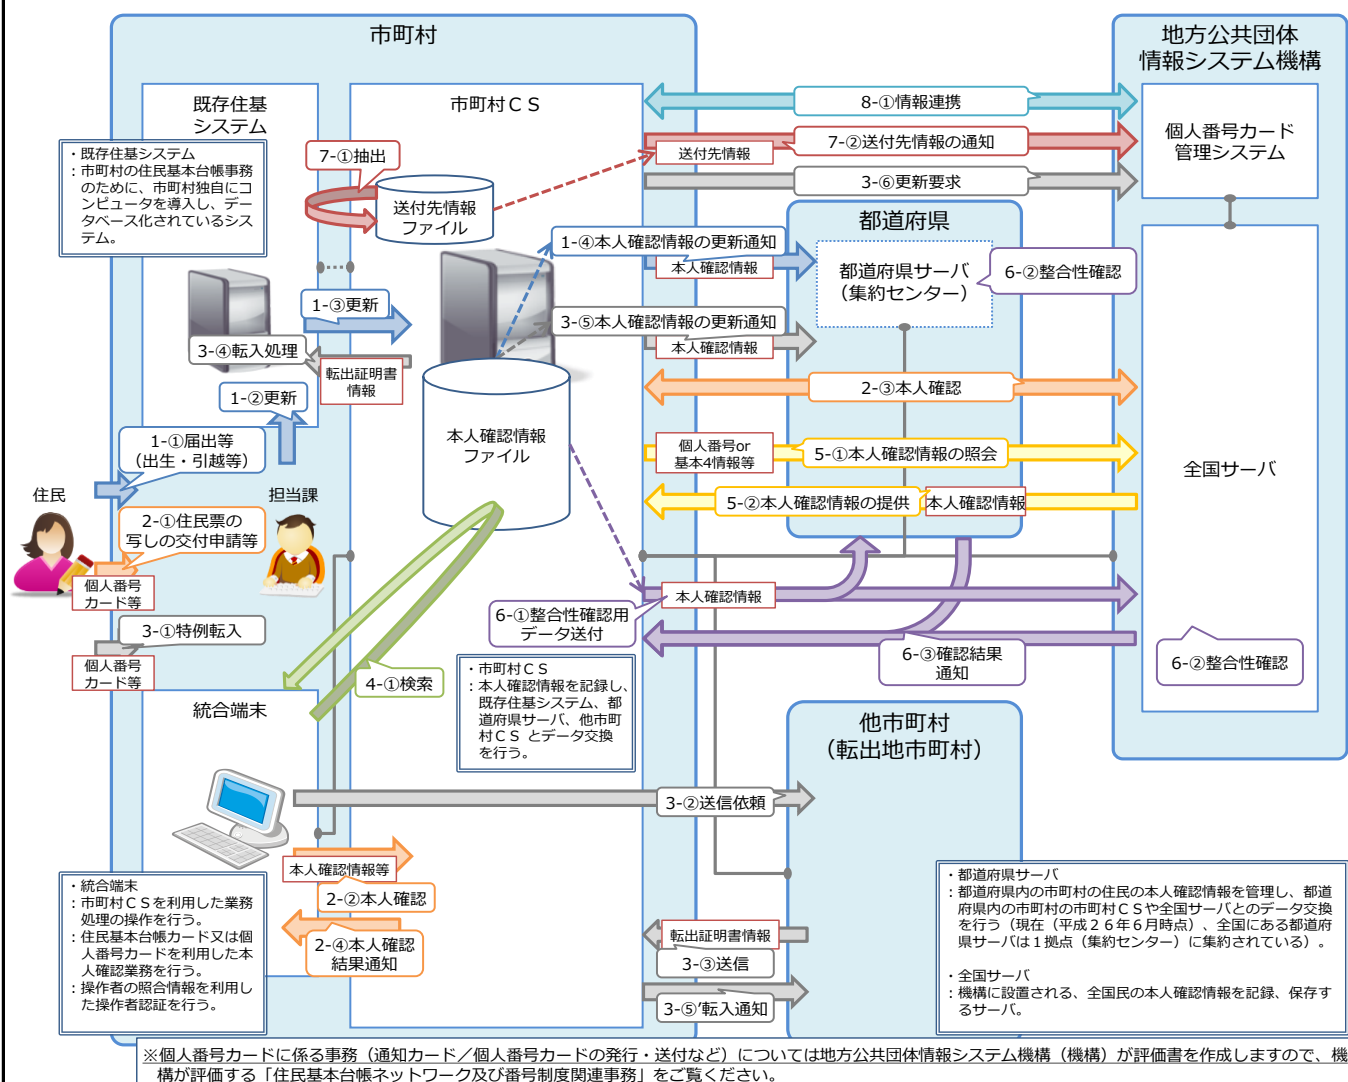 市町村
地方公共団体
情報システム機構
既存住基
システム
市町村ＣＳ
・既存住基システム
：市町村の住民基本台帳事務
のために、市町村独自にコ
ンピュータを導入し、デー
タベース化されているシス
テム。
7-①抽出
送付先情報
ファイル
8-①情報連携
7-②送付先情報の通知
送付先情報
3-⑥更新要求
個人番号カード
管理システム
都道府県
1-④本人確認情報の更新通知
本人確認情報
都道府県サーバ
（集約センター）
6-②整合性確認
1-③更新
3-⑤本人確認情報の更新通知
本人確認情報
3-④転入処理
転出証明書
情報
2-③本人確認
1-②更新
本人確認情報
ファイル
1-①届出等
（出生・引越等）
個人番号or
基本4情報等
5-①本人確認情報の照会
全国サーバ
5-②本人確認情報の提供
本人確認情報
住民
担当課
2-①住民票の
写しの交付申請等
個人番号
カード等
本人確認情報
6-①整合性確認用
データ送付
3-①特例転入
個人番号
カード等
6-③確認結果
通知
6-②整合性確認
4-①検索
・市町村ＣＳ
：本人確認情報を記録し、
既存住基システム、都
道府県サーバ、他市町
村ＣＳ とデータ交換
を行う。
統合端末
他市町村
（転出地市町村）
3-②送信依頼
本人確認情報等
2-②本人確認
2-④本人確認
結果通知
転出証明書情報
3-③送信
3-⑤’転入通知
・統合端末
：市町村ＣＳを利用した業務
処理の操作を行う。
：住民基本台帳カード又は個
人番号カードを利用した本
人確認業務を行う。
：操作者の照合情報を利用し
た操作者認証を行う。
・都道府県サーバ
：都道府県内の市町村の住民の本人確認情報を管理し、都道
府県内の市町村の市町村ＣＳや全国サーバとのデータ交換
を行う（現在（平成２６年６月時点）、全国にある都道府
県サーバは１拠点（集約センター）に集約されている）。
・全国サーバ
：機構に設置される、全国民の本人確認情報を記録、保存す
るサーバ。
※個人番号カードに係る事務（通知カード／個人番号カードの発行・送付など）については地方公共団体情報システム機構（機構）が評価書を作成しますので、機
構が評価する「住民基本台帳ネットワーク及び番号制度関連事務」をご覧ください。